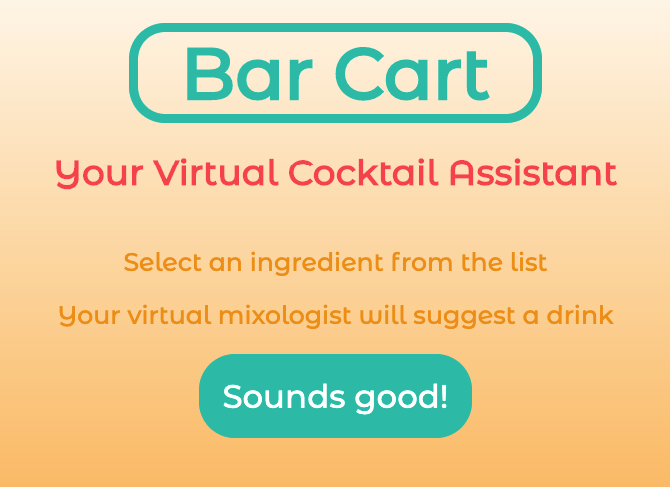 Bar Cart
Your Virtual Cocktail Assistant
Select an ingredient from the list
Your virtual mixologist will suggest a drink
Sounds good!